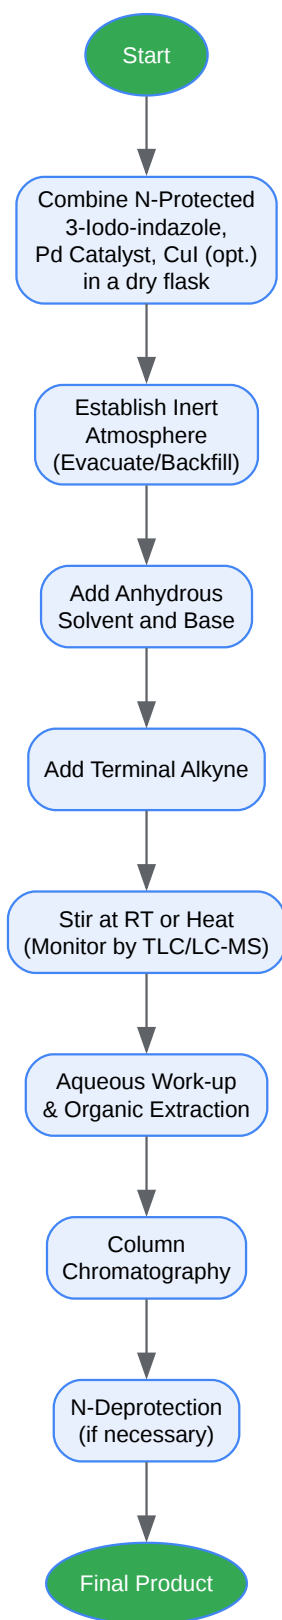 Start
Combine N-Protected
3-Iodo-indazole,
Pd Catalyst, CuI (opt.)
in a dry flask
Establish Inert
Atmosphere
(Evacuate/Backfill)
Add Anhydrous
Solvent and Base
Add Terminal Alkyne
Stir at RT or Heat
(Monitor by TLC/LC-MS)
Aqueous Work-up
& Organic Extraction
Column
Chromatography
N-Deprotection
(if necessary)
Final Product